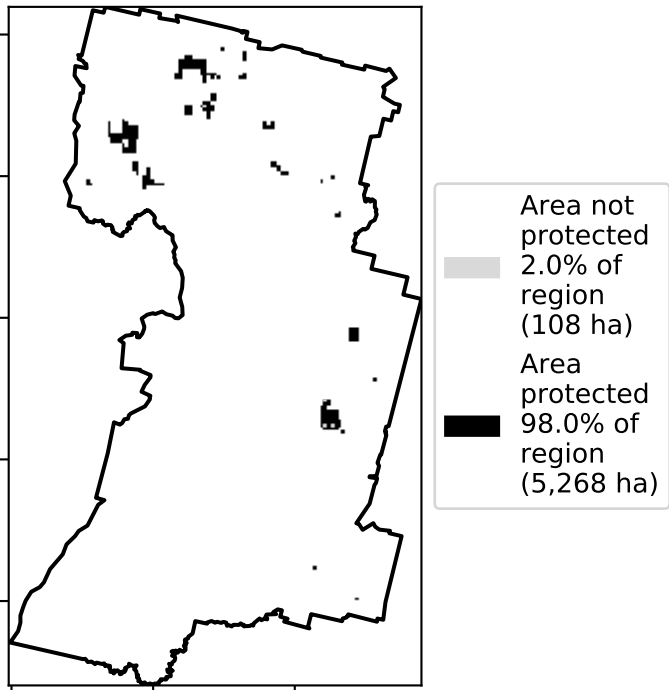 Area not
protected
2.0% of
region
(108 ha)
Area
protected
98.0% of
region
(5,268 ha)